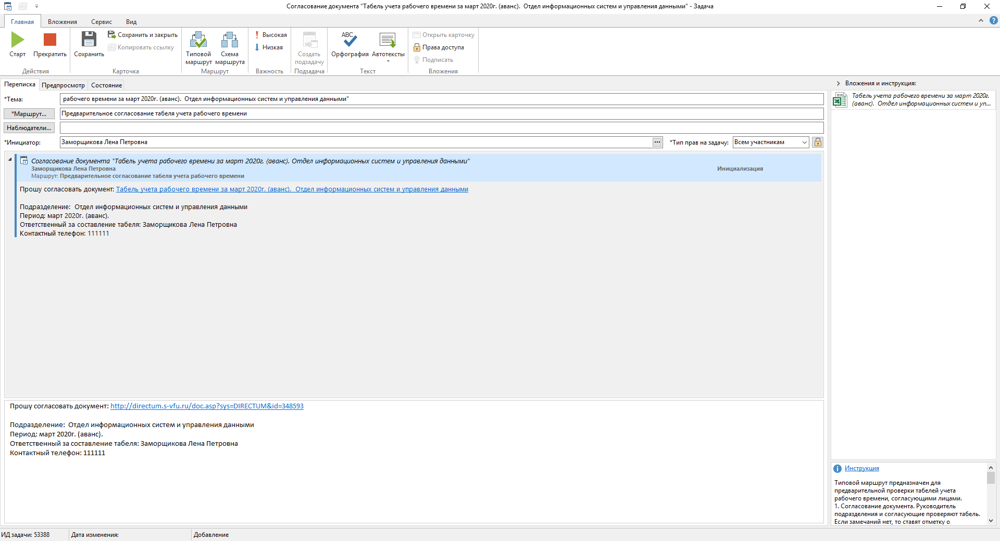 Согласование документа "Табель учета рабочего времени за март 2020г. (аванс).  Отдел информационных систем и управления данными" - Задача
Главная
Вложения
Сервис
Вид
Старт
Прекратить
Действия
Сохранить
Сохранить и закрыть
Копировать ссылку
Карточка
Типовой маршрут
Схема маршрута
Маршрут
Высокая
Низкая
Важность
Создать подзадачу
Подзадача
ABC
Орфография
Автотексты
Текст
Открыть карточку
Права доступа
Подписать
Вложения
Переписка
Предпросмотр
Состояние
*Тема:
рабочего времени за март 2020г. (аванс).  Отдел информационных систем и управления данными"
*Маршрут...
Предварительное согласование табеля учета рабочего времени
Наблюдатели...
*Инициатор:
Заморщикова Лена Петровна
...
*Тип прав на задачу:
Всем участникам
Согласование документа "Табель учета рабочего времени за март 2020г. (аванс). Отдел информационных систем и управления данными"
Заморщикова Лена Петровна
Инициализация
Маршрут: Предварительное согласование табеля учета рабочего времени
Прошу согласовать документ: Табель учета рабочего времени за март 2020г. (аванс).  Отдел информационных систем и управления данными
Подразделение:  Отдел информационных систем и управления данными
Период: март 2020г. (аванс).
Ответственный за составление табеля: Заморщикова Лена Петровна
Контактный телефон: 111111
Прошу согласовать документ: http://directum.s-vfu.ru/doc.asp?sys=DIRECTUM&id=348593
Подразделение:  Отдел информационных систем и управления данными
Период: март 2020г. (аванс).
Ответственный за составление табеля: Заморщикова Лена Петровна
Контактный телефон: 111111
Вложения и инструкция:
Табель учета рабочего времени за март 2020г.
(аванс).  Отдел информационных систем и уп...
Инструкция
Типовой маршрут предназначен для
предварительной проверки табелей учета
рабочего времени, согласующими лицами.
1. Согласование документа. Руководитель
подразделения и согласующие проверяют табель.
Если замечаний нет, то ставят отметку о
ИД задачи: 53388
Дата изменения:
Добавление